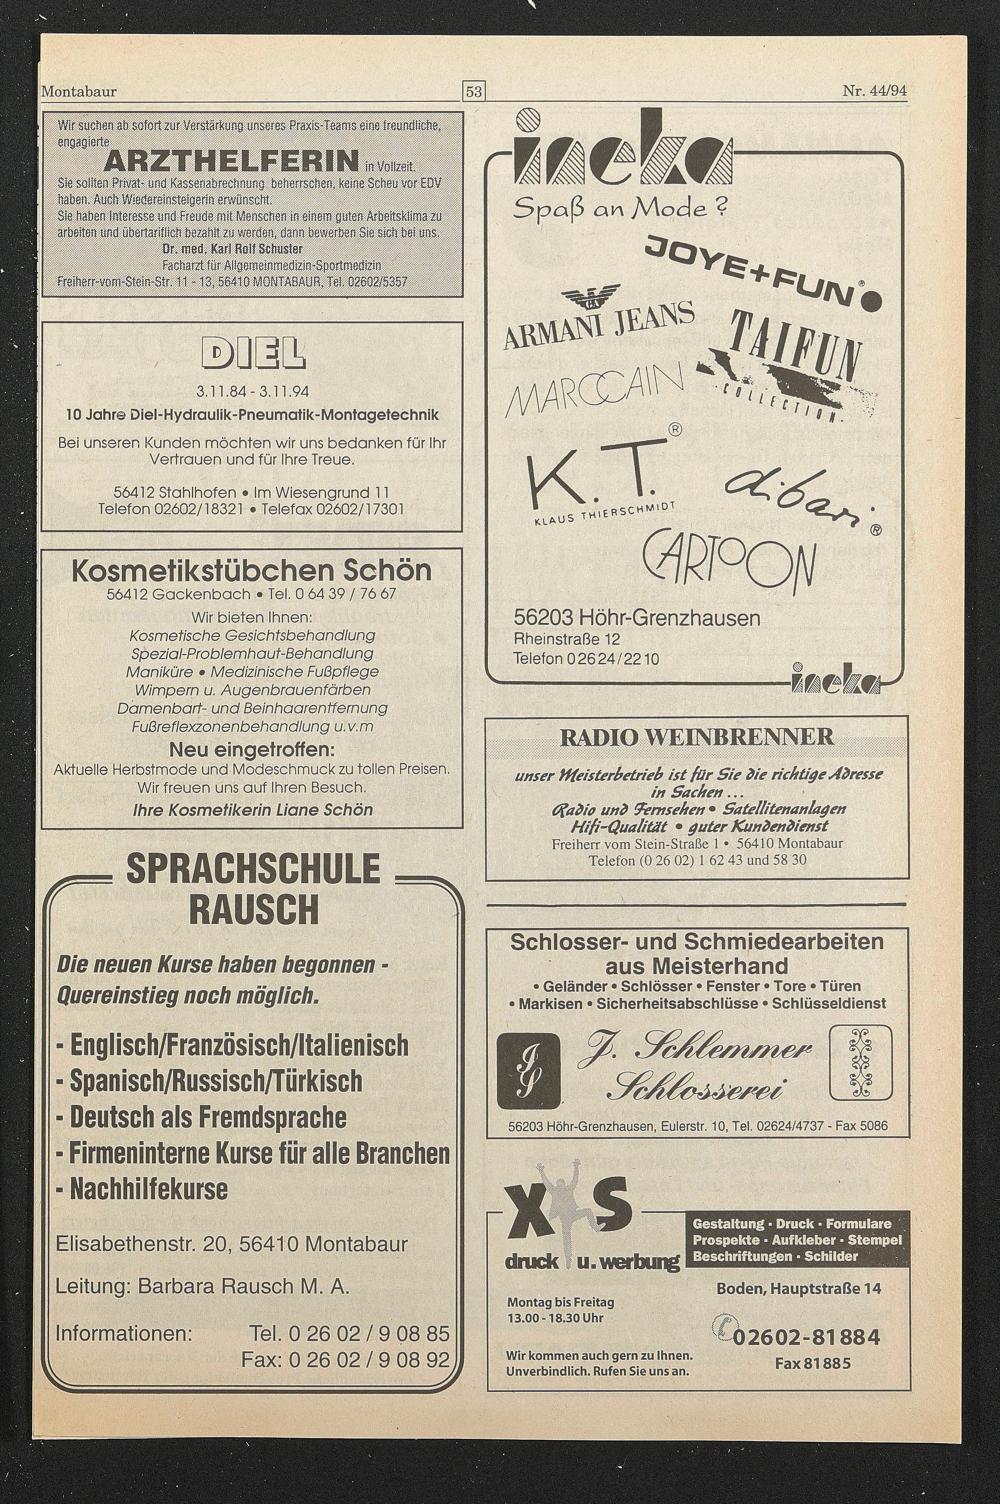 Montabaur
53
Nr. 44/94
Wir suchen ab sofort zur Verstärkung unseres Praxis-Teams eine freundliche,
engagierte
ARZTHELFERIN in Vollzeit.
Sie sollten Privat- und Kassenabrechnung beherrschen, keine Scheu vor EDV
haben. Auch Wiedereinsteigerin erwünscht.
Sie haben Interesse und Freude mit Menschen in einem guten Arbeitsklima zu
arbeiten und übertariflich bezahlt zu werden, dann bewerben Sie sich bei uns.
Dr. med. Karl Rolf Schuster
Facharzt für Allgemeinmedizin-Sportmedizin
Freiherr-vom-Stein-Str. 11 - 13, 56410 MONTABAUR, Tel. 02602/5357
DIEL
3.11.84 - 3.11.94
10 Jahre Diel-Hydraulik-Pneumatik-Montagetechnik
Bei unseren Kunden möchten wir uns bedanken für Ihr
Vertrauen und für Ihre Treue.
56412 Stahlhofen • Im Wiesengrund 11
Telefon 02602/18321 • Telefax 02602/17301
Kosmetikstübchen Schön
56412 Gackenbach • Tel. 0 64 39 / 76 67
Wir bieten Ihnen:
Kosmetische Gesichtsbehandlung
Spezial-Problemhaut-Behandlung
Maniküre • Medizinische Fußpflege
Wimpern u. Augenbrauenfärben
Damenbart- und Beinhaarentfernung
Fußreflexzonenbehandlung u.v.m
Neu eingetroffen:
Aktuelle Herbstmode und Modeschmuck zu tollen Preisen.
Wir freuen uns auf Ihren Besuch.
Ihre Kosmetikerin Liane Schön
SPRACHSCHULE
RAUSCH
Die neuen Kurse haben begonnen -
Quereinstieg noch möglich.
- Englisch/Französisch/Italienisch
- Spanisch/Russisch/Türkisch
- Deutsch als Fremdsprache
- Firmeninterne Kurse für alle Branchen
- Nachhilfekurse
Elisabethenstr. 20, 56410 Montabaur
Leitung: Barbara Rausch M. A.
Informationen: Tel. 0 26 02 / 9 08 85
Fax: 0 26 02 / 9 08 92
ineka
Spaß an Mode ?
JOYE+FUN®
GA
ARMANI JEANS
TAIFUN
COLLECTION
MARCCAIN
K. T.®
KLAUS THIERSCHMIDT
dibari®
CARTOON
56203 Höhr-Grenzhausen
Rheinstraße 12
Telefon 02624/2210
ineka
RADIO WEINBRENNER
unser Meisterbetrieb ist für Sie die richtige Adresse
in Sachen ...
Radio und Fernsehen • Satellitenanlagen
Hifi-Qualität • guter Kundendienst
Freiherr vom Stein-Straße 1 • 56410 Montabaur
Telefon (0 26 02) 1 62 43 und 58 30
Schlosser- und Schmiedearbeiten
aus Meisterhand
• Geländer • Schlösser • Fenster • Tore • Türen
• Markisen • Sicherheitsabschlüsse • Schlüsseldienst
JS
J. Schlemmer
Schlosserei
56203 Höhr-Grenzhausen, Eulerstr. 10, Tel. 02624/4737 - Fax 5086
X S
druck u. werbung
Gestaltung · Druck · Formulare
Prospekte · Aufkleber · Stempel
Beschriftungen · Schilder
Boden, Hauptstraße 14
Montag bis Freitag
13.00 - 18.30 Uhr
02602-81884
Wir kommen auch gern zu Ihnen.
Unverbindlich. Rufen Sie uns an.
Fax 81885